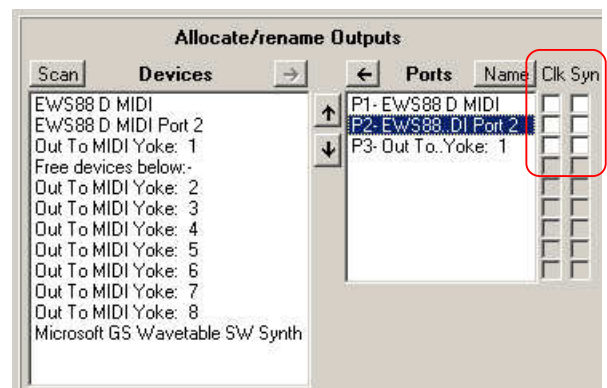 Allocate/rename Outputs
Scan Devices → ← Ports Name Clk Syn
EWS88 D MIDI
EWS88 D MIDI Port 2
Out To MIDI Yoke: 1
Free devices below:-
Out To MIDI Yoke: 2
Out To MIDI Yoke: 3
Out To MIDI Yoke: 4
Out To MIDI Yoke: 5
Out To MIDI Yoke: 6
Out To MIDI Yoke: 7
Out To MIDI Yoke: 8
Microsoft GS Wavetable SW Synth
P1- EWS88 D MIDI
P2- EWS88..DI Port 2
P3- Out To..Yoke: 1